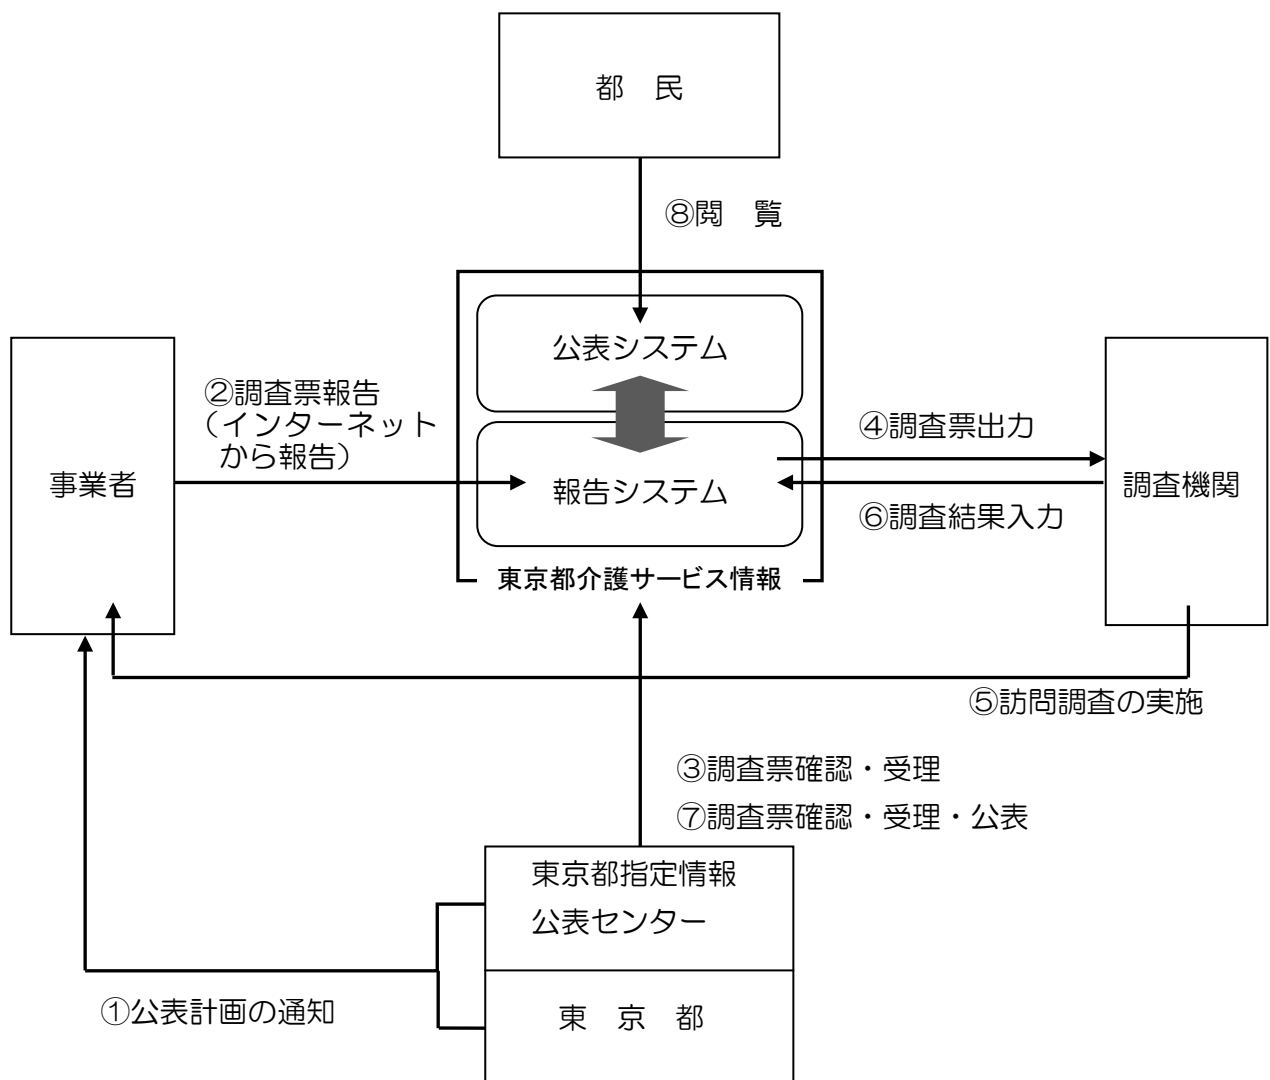 都　民
⑧閲　覧
公表システム
②調査票報告
（インターネット
から報告）
④調査票出力
事業者
報告システム
調査機関
⑥調査結果入力
東京都介護サービス情報
⑤訪問調査の実施
③調査票確認・受理
⑦調査票確認・受理・公表
東京都指定情報
公表センター
①公表計画の通知
東　京　都